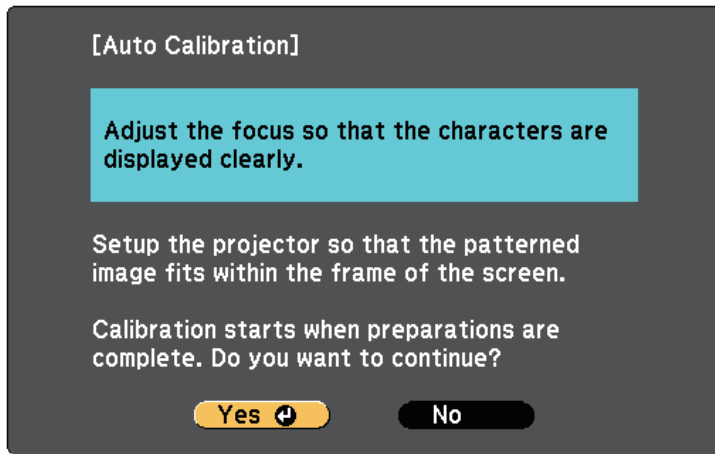 [Auto Calibration]
Adjust the focus so that the characters are
displayed clearly.
Setup the projector so that the patterned
image fits within the frame of the screen.
Calibration starts when preparations are
complete. Do you want to continue?
Yes No